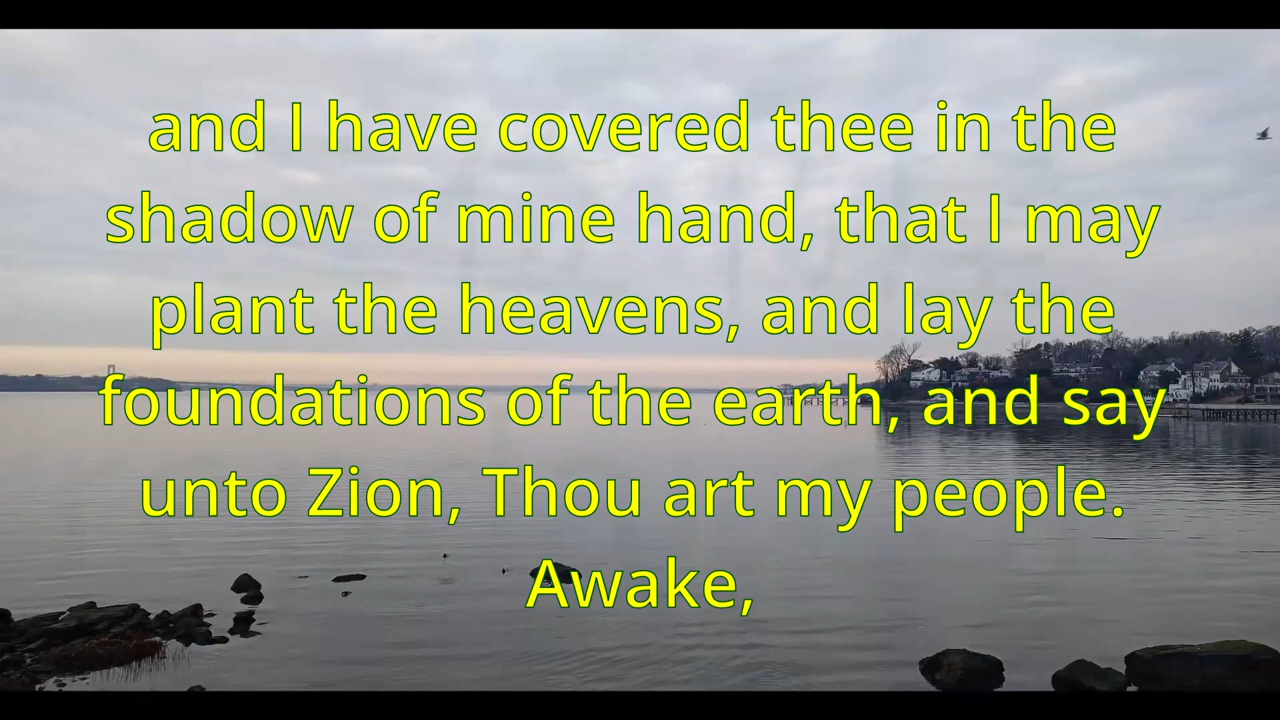 and I have covered thee in the
shadow of mine hand, that I may
plant the heavens, and lay the
foundations of the earth, and say
unto Zion, Thou art my people.
Awake,